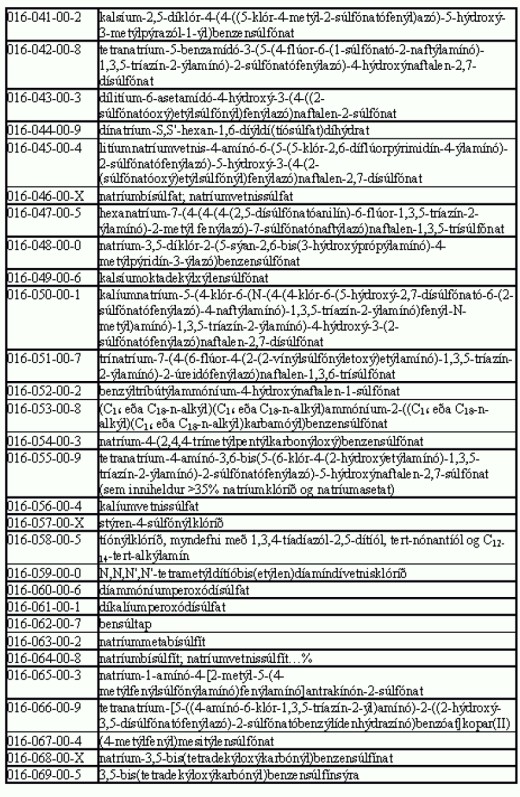 016-041-00-2 kalsíum-2,5-díklór-4-(4-((5-klór-4-metýl-2-súlfónatófenýl)azó)-5-hýdroxý-
3-metýlpýrazól-1-ýl)benzensúlfónat
016-042-00-8 tetranatríum-5-benzamídó-3-(5-(4-flúor-6-(1-súlfónató-2-naftýlamínó)-
1,3,5-tríazín-2-ýlamínó)-2-súlfónatófenýlazó)-4-hýdroxýnaftalen-2,7-
dísúlfónat
016-043-00-3 dílitíum-6-asetamídó-4-hýdroxý-3-(4-((2-
súlfónatóoxý)etýlsúlfónýl)fenýlazó)naftalen-2-súlfónat
016-044-00-9 dínatríum-S,S'-hexan-1,6-díýldí(tíósúlfat)díhýdrat
016-045-00-4 litíumnatríumvetnis-4-amínó-6-(5-(5-klór-2,6-díflúorpýrimidín-4-ýlamínó)-
2-súlfónatófenýlazó)-5-hýdroxý-3-(4-(2-
(súlfónatóoxý)etýlsúlfónýl)fenýlazó)naftalen-2,7-dísúlfónat
016-046-00-X natríumbísúlfat; natríumvetnissúlfat
016-047-00-5 hexanatríum-7-(4-(4-(4-(2,5-dísúlfónatóanilín)-6-flúor-1,3,5-tríazín-2-
ýlamínó)-2-metýl fenýlazó)-7-súlfónatónaftýlazó)naftalen-1,3,5-trísúlfónat
016-048-00-0 natríum-3,5-díklór-2-(5-sýan-2,6-bis(3-hýdroxýprópýlamínó)-4-
metýlpýridín-3-ýlazó)benzensúlfónat
016-049-00-6 kalsíumoktadekýlxýlensúlfónat
016-050-00-1 kalíumnatríum-5-(4-klór-6-(N-(4-(4-klór-6-(5-hýdroxý-2,7-dísúlfónató-6-(2-
súlfónatófenýlazó)-4-naftýlamínó)-1,3,5-tríazín-2-ýlamínó)fenýl-N-
metýl)amínó)-1,3,5-tríazín-2-ýlamínó)-4-hýdroxý-3-(2-
súlfónatófenýlazó)naftalen-2,7-dísúlfónat
016-051-00-7 trínatríum-7-(4-(6-flúor-4-(2-(2-vínýlsúlfónýletoxý)etýlamínó)-1,3,5-tríazín-
2-ýlamínó)-2-úreidófenýlazó)naftalen-1,3,6-trísúlfónat
016-052-00-2 benzýltríbútýlammóníum-4-hýdroxýnaftalen-1-súlfónat
016-053-00-8 (C₁₆ eða C₁₈-n-alkýl)(C₁₆ eða C₁₈-n-alkýl)ammóníum-2-((C₁₆ eða C₁₈-n-
alkýl)(C₁₆ eða C₁₈-n-alkýl)karbamóýl)benzensúlfónat
016-054-00-3 natríum-4-(2,4,4-trímetýlpentýlkarbonýloxý)benzensúlfónat
016-055-00-9 tetranatríum-4-amínó-3,6-bis(5-(6-klór-4-(2-hýdroxýetýlamínó)-1,3,5-
tríazín-2-ýlamínó)-2-súlfónatófenýlazó)-5-hýdroxýnaftalen-2,7-súlfónat
(sem inniheldur >35% natríumklóríð og natríumasetat)
016-056-00-4 kalíumvetnissúlfat
016-057-00-X stýren-4-súlfónýlklóríð
016-058-00-5 tíónýlklóríð, myndefni með 1,3,4-tíadíazól-2,5-dítíól, tert-nónantíól og C₁₂₋
₁₄-tert-alkýlamín
016-059-00-0 N,N,N',N'-tetrametýldítíóbis(etýlen)díamíndívetnisklóríð
016-060-00-6 díammóníumperoxódísúlfat
016-061-00-1 díkalíumperoxódísúlfat
016-062-00-7 bensúltap
016-063-00-2 natríummetabísúlfít
016-064-00-8 natríumbísúlfít; natríumvetnissúlfít…%
016-065-00-3 natríum-1-amínó-4-[2-metýl-5-(4-
metýlfenýlsúlfónýlamínó)fenýlamínó]antrakínón-2-súlfónat
016-066-00-9 tetranatríum-[5-((4-amínó-6-klór-1,3,5-tríazín-2-ýl)amínó)-2-((2-hýdroxý-
3,5-dísúlfónatófenýlazó)-2-súlfónatóbenzýlídenhýdrazínó)benzóat]kopar(II)
016-067-00-4 (4-metýlfenýl)mesitýlensúlfónat
016-068-00-X natríum-3,5-bis(tetradekýloxýkarbónýl)benzensúlfínat
016-069-00-5 3,5-bis(tetradekýloxýkarbónýl)benzensúlfínsýra